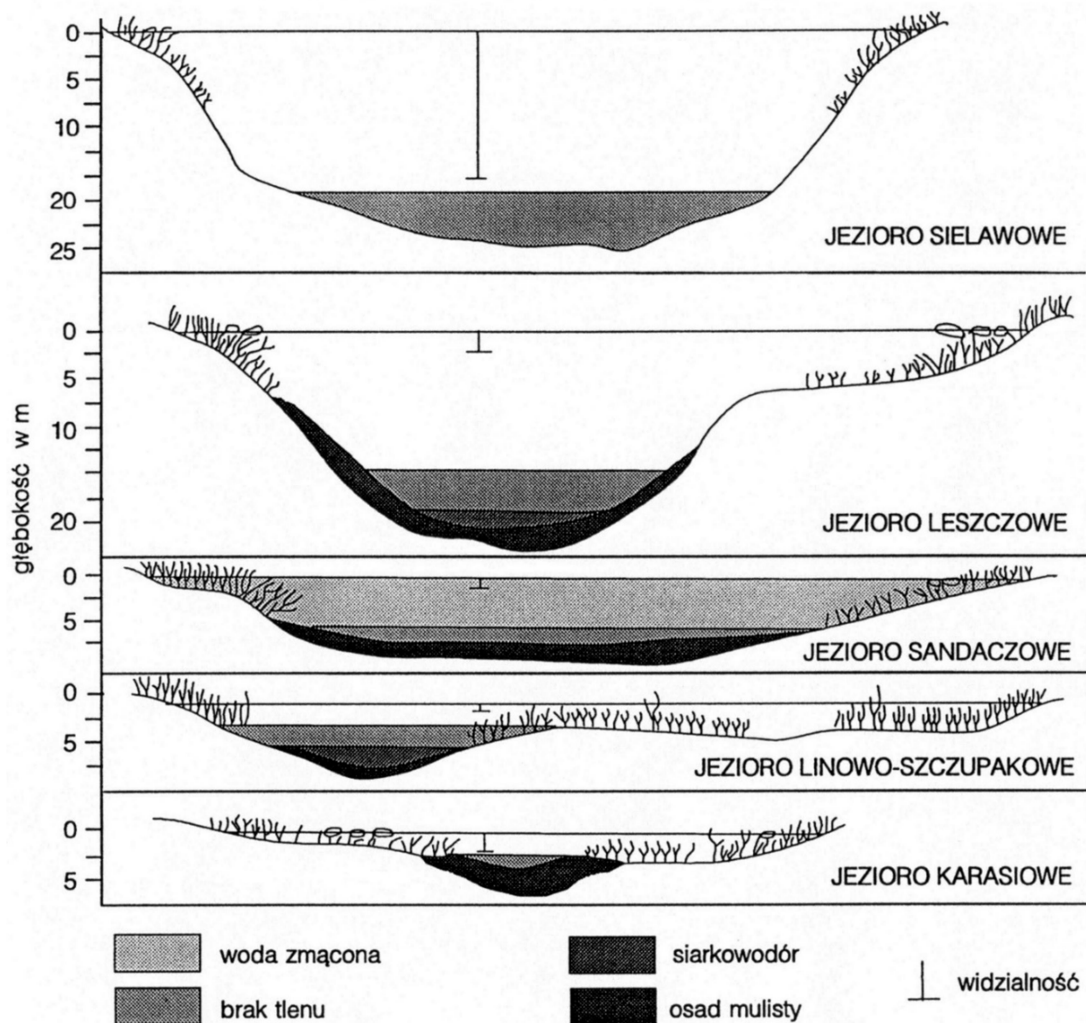 głębokość w m
0
5
10
20
25
JEZIORO SIELAWOWE
0
5
10
20
JEZIORO LESZCZOWE
0
5
JEZIORO SANDACZOWE
0
5
JEZIORO LINOWO-SZCZUPAKOWE
0
5
JEZIORO KARASIOWE
woda zmącona
siarkowodór
widzialność
brak tlenu
osad mulisty